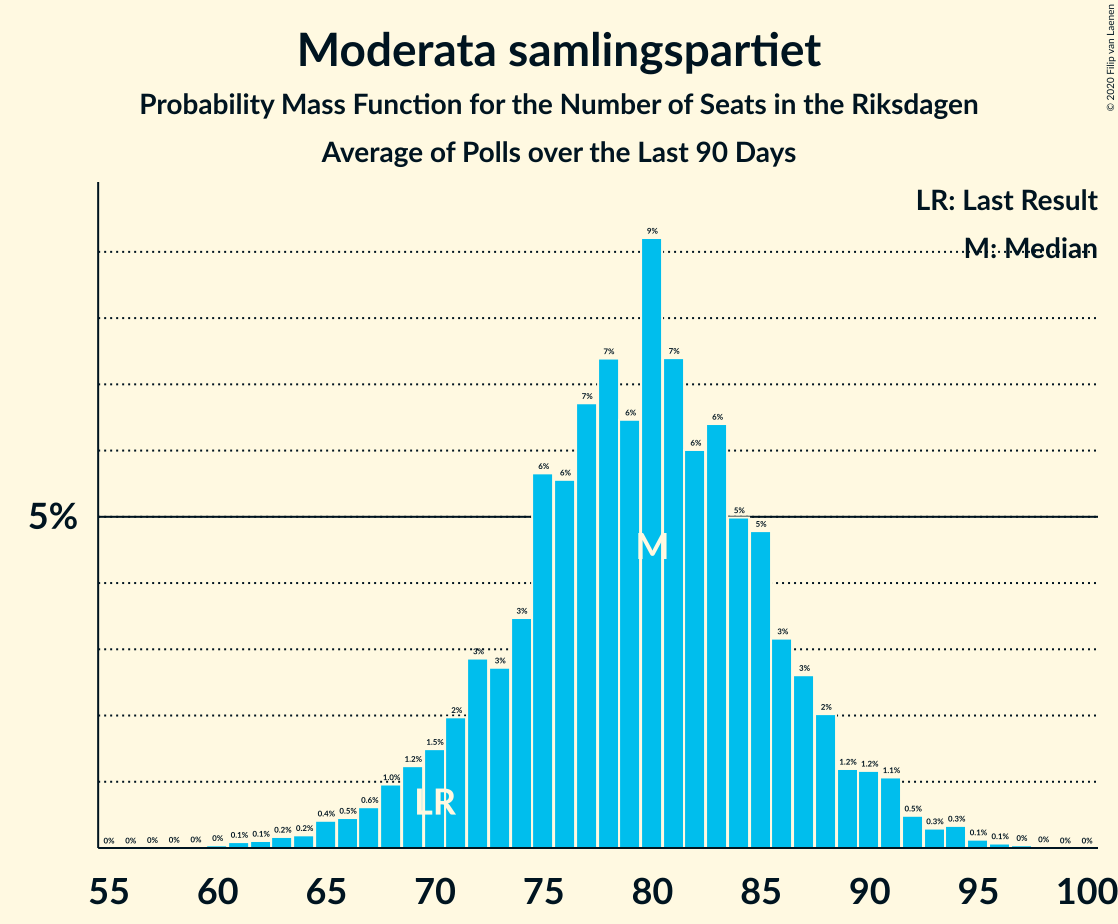 Moderata samlingspartiet
Probability Mass Function for the Number of Seats in the Riksdagen
Average of Polls over the Last 90 Days
© 2020 Filip van Laenen
LR: Last Result
M: Median
5%
0% 0% 0% 0% 0% 0% 0.1% 0.1% 0.2% 0.2% 0.4% 0.5% 0.6% 1.0% 1.2% 1.5% 2% 3% 3% 3% 6% 6% 7% 7% 6% 9% 7% 6% 6% 5% 5% 3% 3% 2% 1.2% 1.2% 1.1% 0.5% 0.3% 0.3% 0.1% 0.1% 0% 0% 0% 0%
M
LR
55 60 65 70 75 80 85 90 95 100